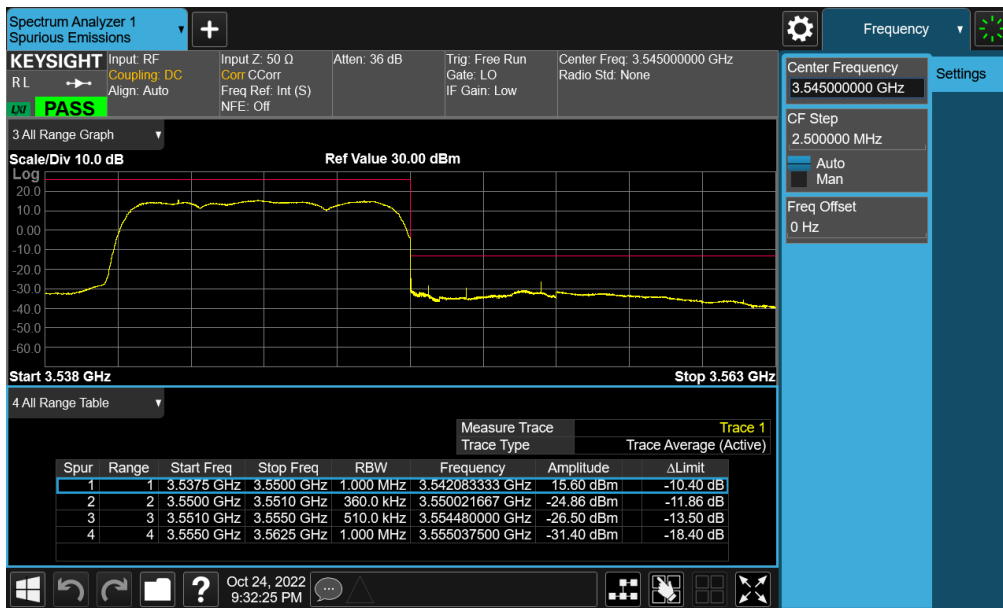 Spectrum Analyzer 1
Spurious Emissions
Frequency
KEYSIGHT
R L
LXI
PASS
Input: RF
Coupling: DC
Align: Auto
Input Z: 50 Ω
Corr CCorr
Freq Ref: Int (S)
NFE: Off
Atten: 36 dB
Trig: Free Run
Gate: LO
IF Gain: Low
Center Freq: 3.545000000 GHz
Radio Std: None
Center Frequency
3.545000000 GHz
Settings
CF Step
2.500000 MHz
Auto
Man
Freq Offset
0 Hz
3 All Range Graph
Scale/Div 10.0 dB
Ref Value 30.00 dBm
Log
20.0
10.0
0.00
-10.0
-20.0
-30.0
-40.0
-50.0
-60.0
Start 3.538 GHz
Stop 3.563 GHz
4 All Range Table
Measure Trace Trace 1
Trace Type Trace Average (Active)
Spur Range Start Freq Stop Freq RBW Frequency Amplitude ΔLimit
1 1 3.5375 GHz 3.5500 GHz 1.000 MHz 3.542083333 GHz 15.60 dBm -10.40 dB
2 2 3.5500 GHz 3.5510 GHz 360.0 kHz 3.550021667 GHz -24.86 dBm -11.86 dB
3 3 3.5510 GHz 3.5550 GHz 510.0 kHz 3.554480000 GHz -26.50 dBm -13.50 dB
4 4 3.5550 GHz 3.5625 GHz 1.000 MHz 3.555037500 GHz -31.40 dBm -18.40 dB
Oct 24, 2022
9:32:25 PM